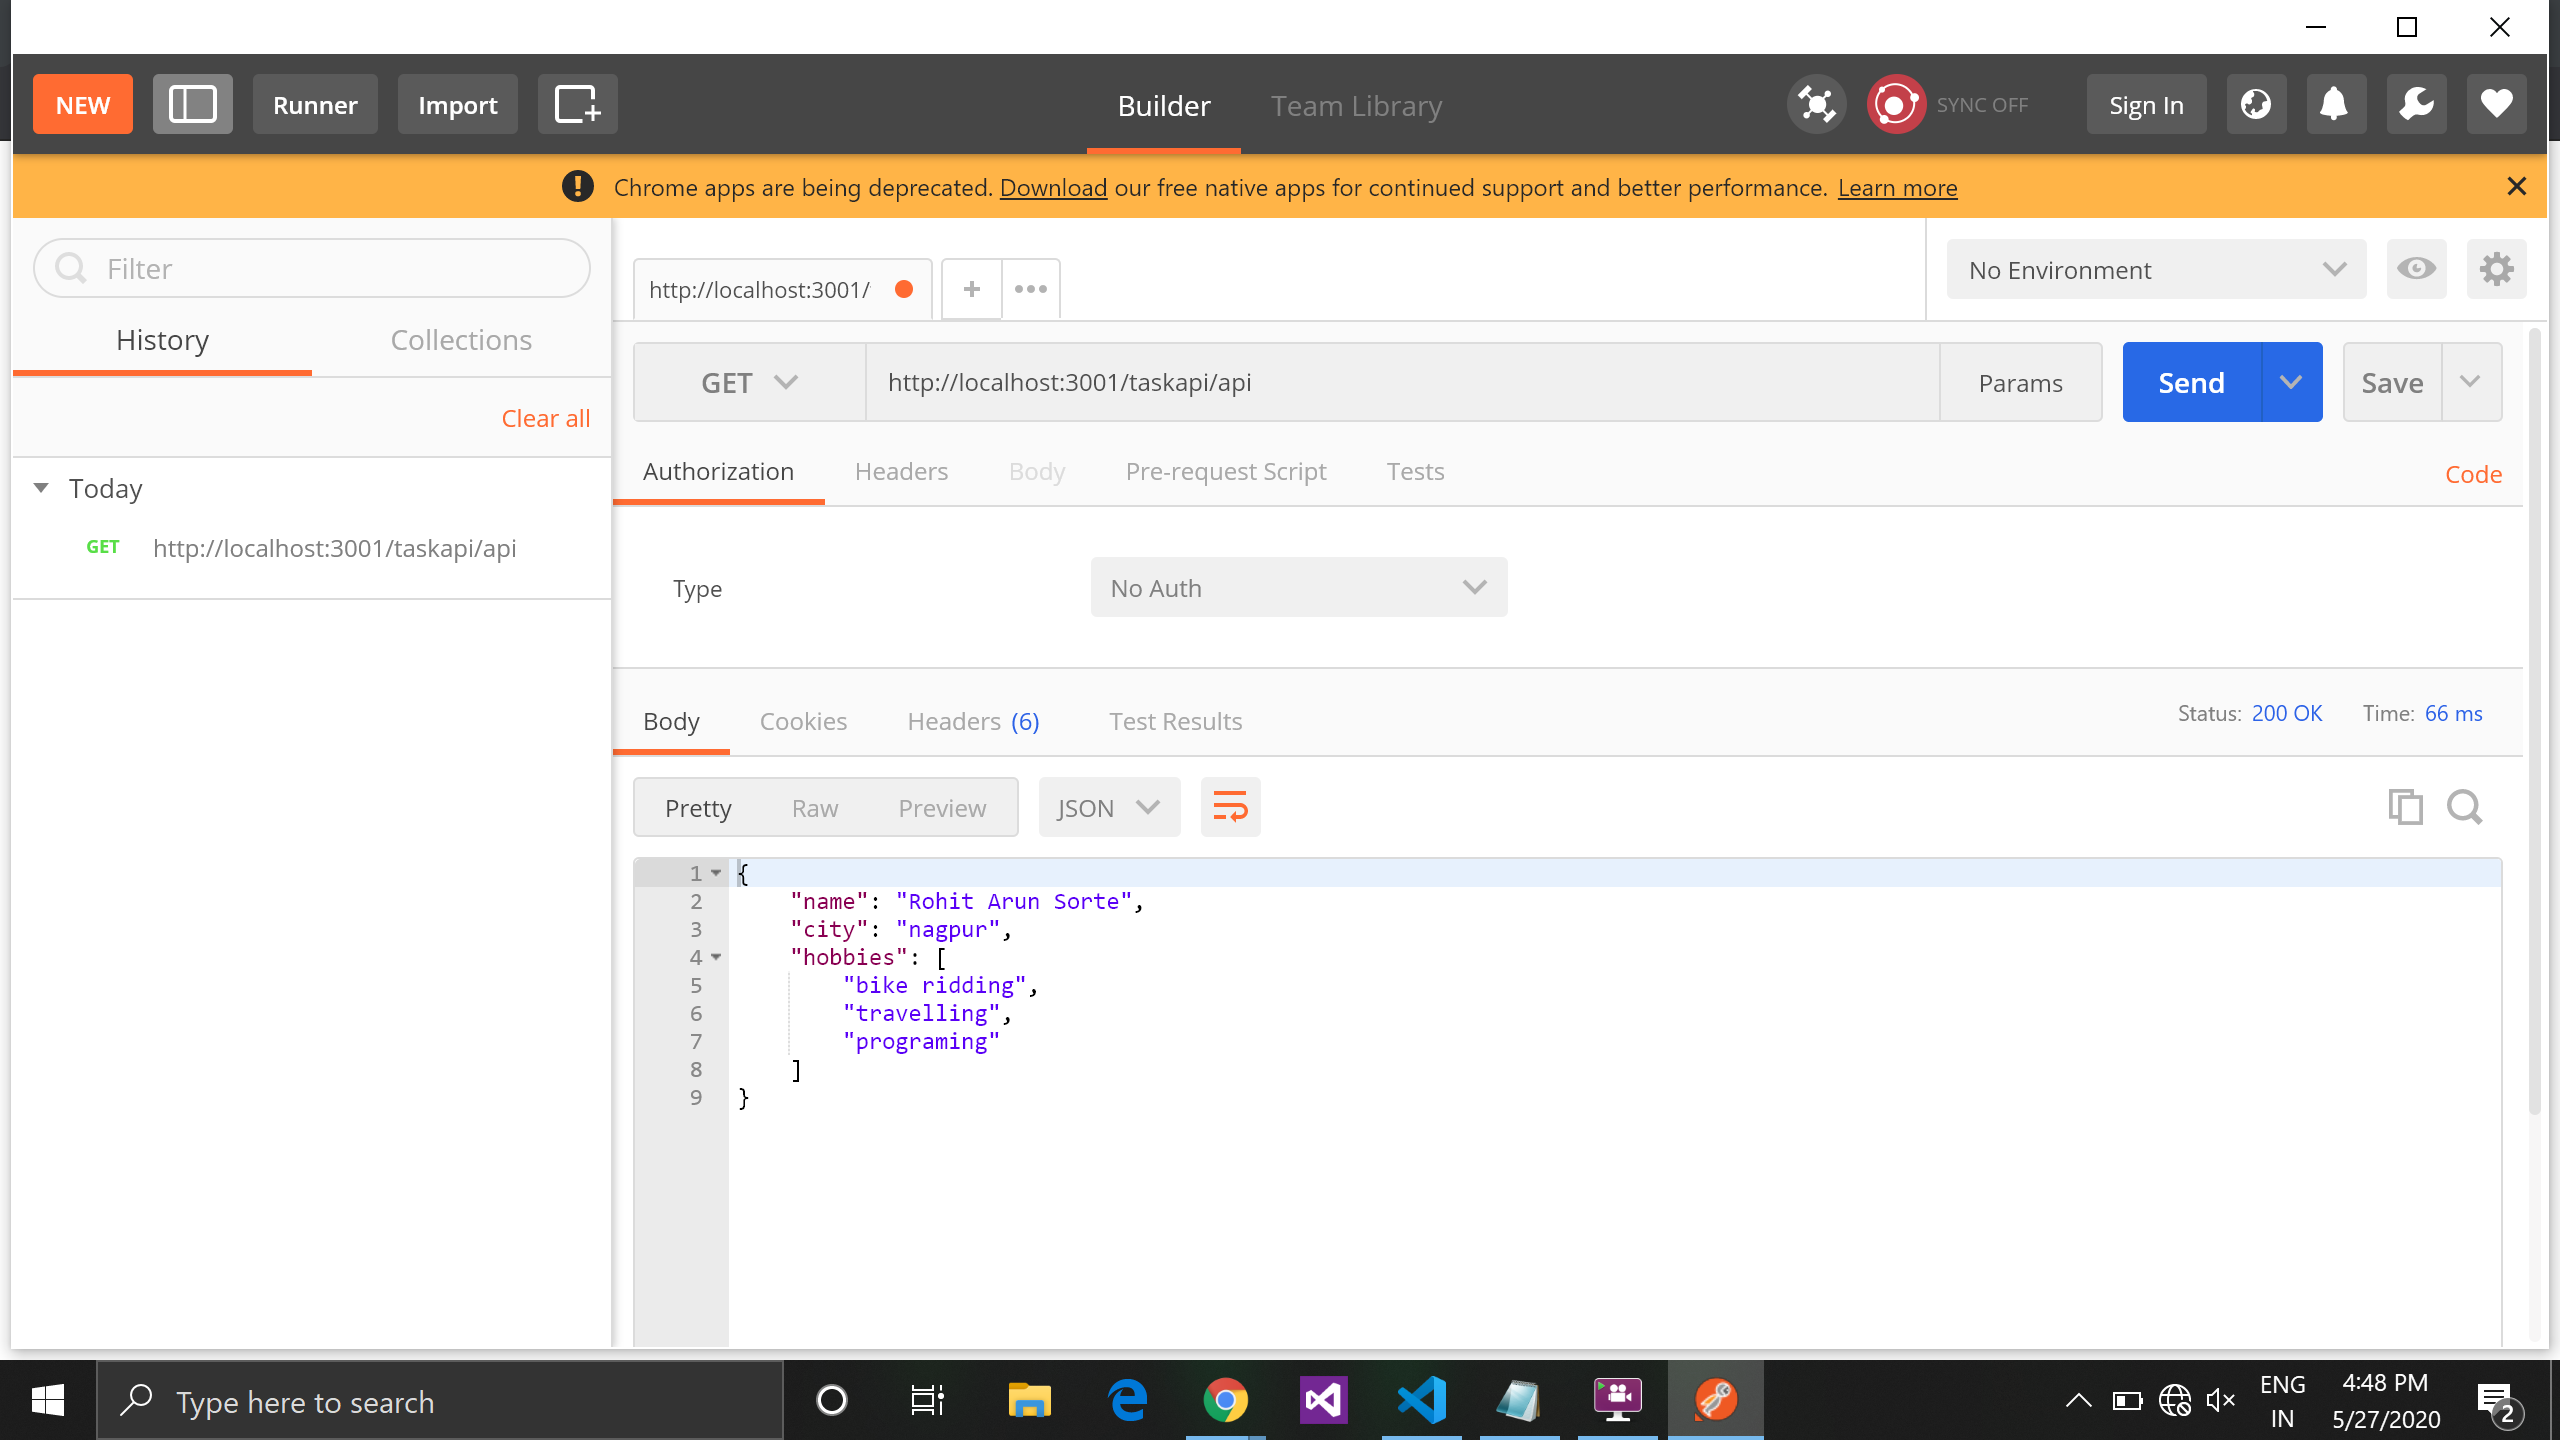 NEW Runner Import Builder Team Library SYNC OFF Sign In
Chrome apps are being deprecated. Download our free native apps for continued support and better performance. Learn more
Filter
http://localhost:3001/
No Environment
History Collections
GET http://localhost:3001/taskapi/api Params Send Save
Clear all
Authorization Headers Body Pre-request Script Tests Code
Today
GET http://localhost:3001/taskapi/api
Type No Auth
Body Cookies Headers (6) Test Results Status: 200 OK Time: 66 ms
Pretty Raw Preview JSON
1 {
2 "name": "Rohit Arun Sorte",
3 "city": "nagpur",
4 "hobbies": [
5 "bike ridding",
6 "travelling",
7 "programing"
8 ]
9 }
Type here to search
ENG
IN
4:48 PM
5/27/2020
2